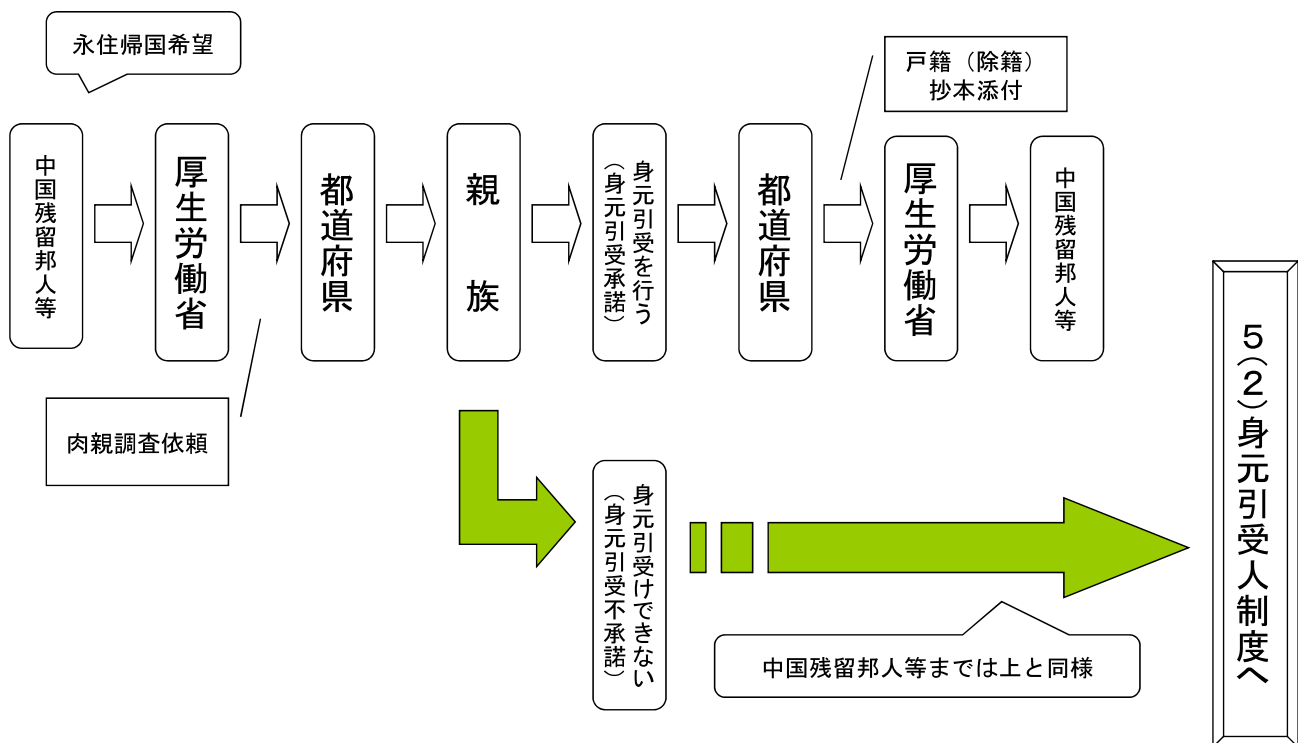 永住帰国希望
戸籍（除籍）
抄本添付
中国残留邦人等
厚生労働省
都道府県
親族
身元引受を行う
（身元引受承諾）
都道府県
厚生労働省
中国残留邦人等
肉親調査依頼
身元引受けできない
（身元引受不承諾）
中国残留邦人等までは上と同様
５（２）身元引受人制度へ